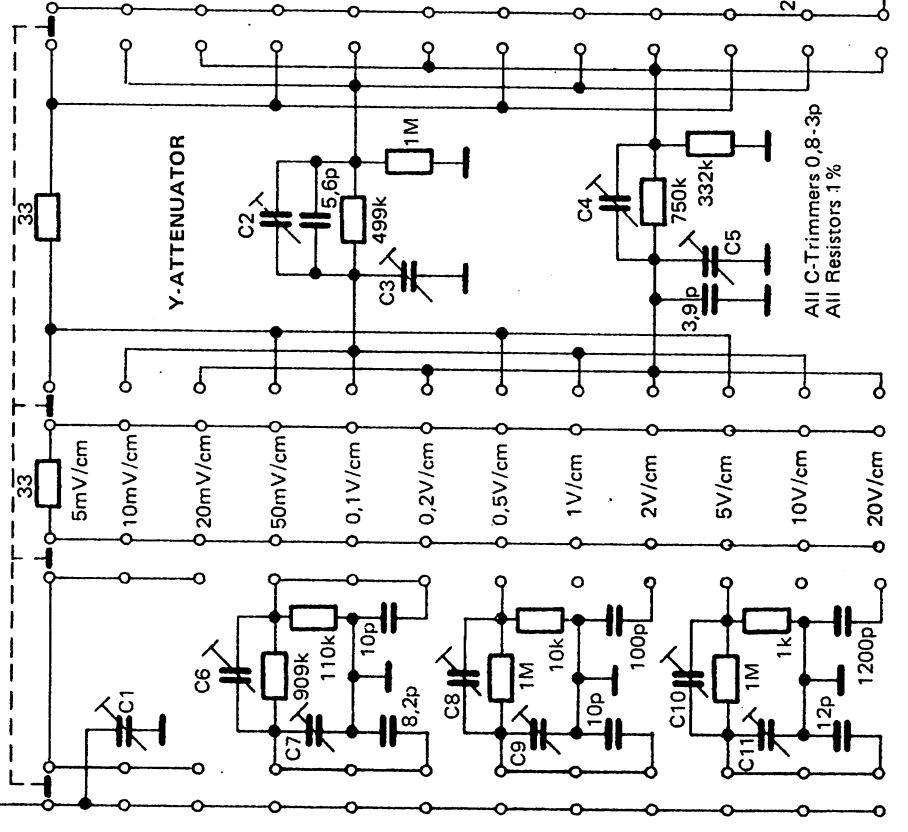 2
33
Y-ATTENUATOR
C2
5,6p
1M
499k
C3
C4
750k
332k
C5
3,9p
All C-Trimmers 0,8-3p
All Resistors 1%
33
5mV/cm
10mV/cm
20mV/cm
50mV/cm
0,1V/cm
0,2V/cm
0,5V/cm
1V/cm
2V/cm
5V/cm
10V/cm
20V/cm
C1
C6
909k
110k
10p
C7
8,2p
C8
1M
10k
100p
C9
10p
C10
1M
1k
1200p
C11
12p